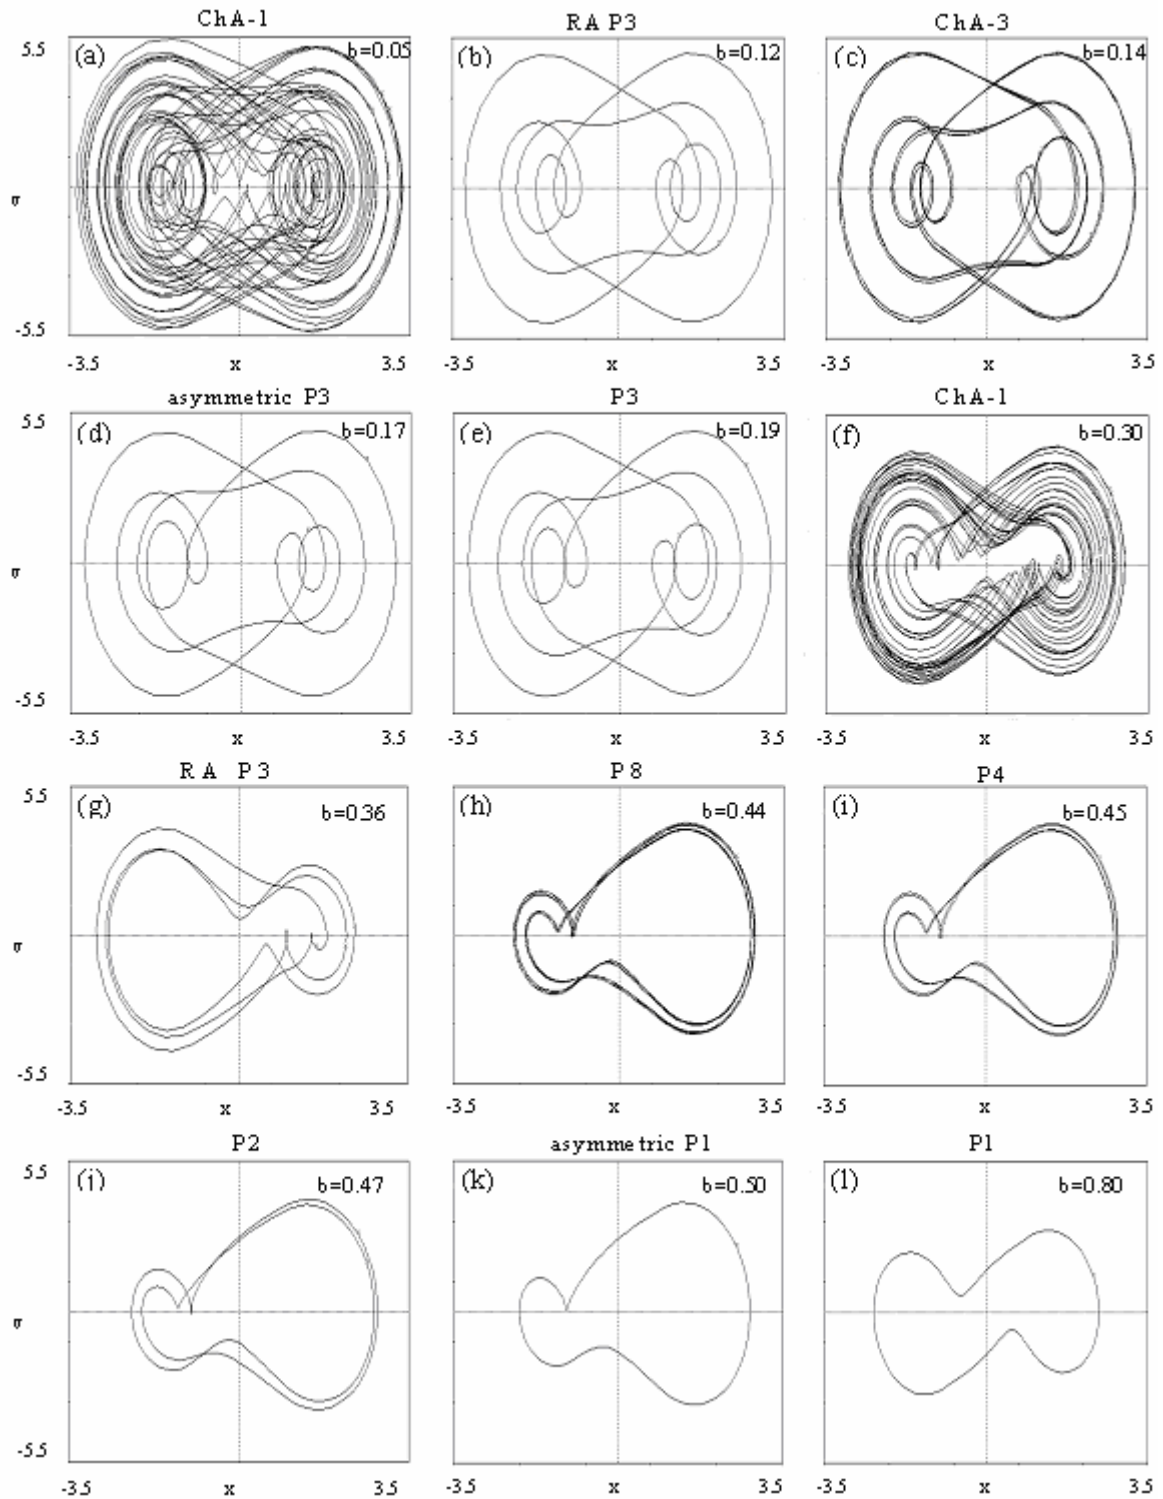 ChA-1 RA P3 ChA-3
5.5 (a) b=0.05 (b) b=0.12 (c) b=0.14
v
-5.5
-3.5 x 3.5 -3.5 x 3.5 -3.5 x 3.5
asymmetric P3 P3 ChA-1
5.5 (d) b=0.17 (e) b=0.19 (f) b=0.30
v
-5.5
-3.5 x 3.5 -3.5 x 3.5 -3.5 x 3.5
RA P3 P8 P4
5.5 (g) b=0.36 (h) b=0.44 (i) b=0.45
v
-5.5
-3.5 x 3.5 -3.5 x 3.5 -3.5 x 3.5
P2 asymmetric P1 P1
5.5 (j) b=0.47 (k) b=0.50 (l) b=0.80
v
-5.5
-3.5 x 3.5 -3.5 x 3.5 -3.5 x 3.5